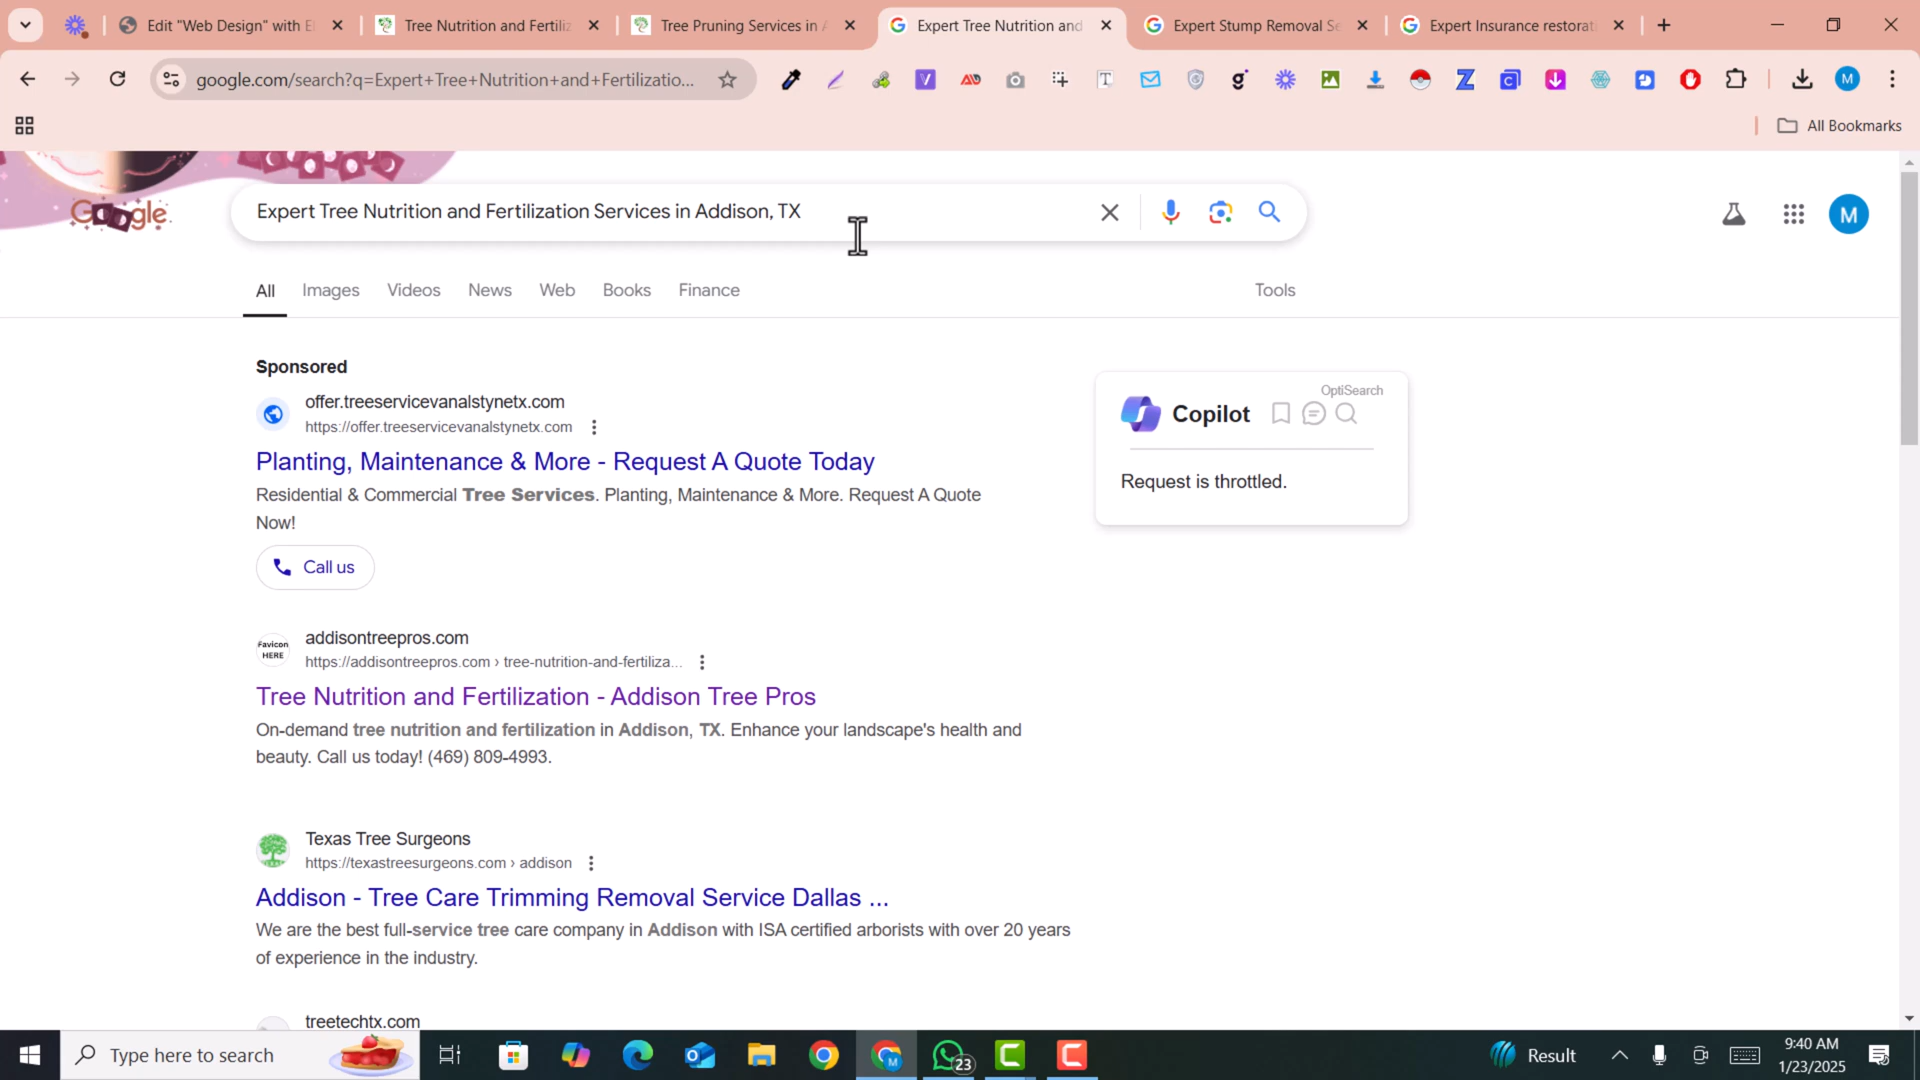 Edit "Web Design" with El
Tree Nutrition and Fertiliz
Tree Pruning Services in A
Expert Tree Nutrition and
Expert Stump Removal Se
Expert Insurance restorati
google.com/search?q=Expert+Tree+Nutrition+and+Fertilizatio...
All Bookmarks
Google
Expert Tree Nutrition and Fertilization Services in Addison, TX
M
All Images Videos News Web Books Finance Tools
Sponsored
offer.treeservicevanalstynetx.com
https://offer.treeservicevanalstynetx.com
Planting, Maintenance & More - Request A Quote Today
Residential & Commercial Tree Services. Planting, Maintenance & More. Request A Quote
Now!
Call us
OptiSearch
Copilot
Request is throttled.
Favicon
HERE
addisontreepros.com
https://addisontreepros.com › tree-nutrition-and-fertiliza...
Tree Nutrition and Fertilization - Addison Tree Pros
On-demand tree nutrition and fertilization in Addison, TX. Enhance your landscape's health and
beauty. Call us today! (469) 809-4993.
Texas Tree Surgeons
https://texastreesurgeons.com › addison
Addison - Tree Care Trimming Removal Service Dallas ...
We are the best full-service tree care company in Addison with ISA certified arborists with over 20 years
of experience in the industry.
treetechtx.com
Type here to search
23
Result
9:40 AM
1/23/2025